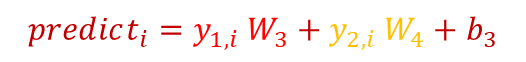 predict_i = y_{1,i} W_3 + y_{2,i} W_4 + b_3